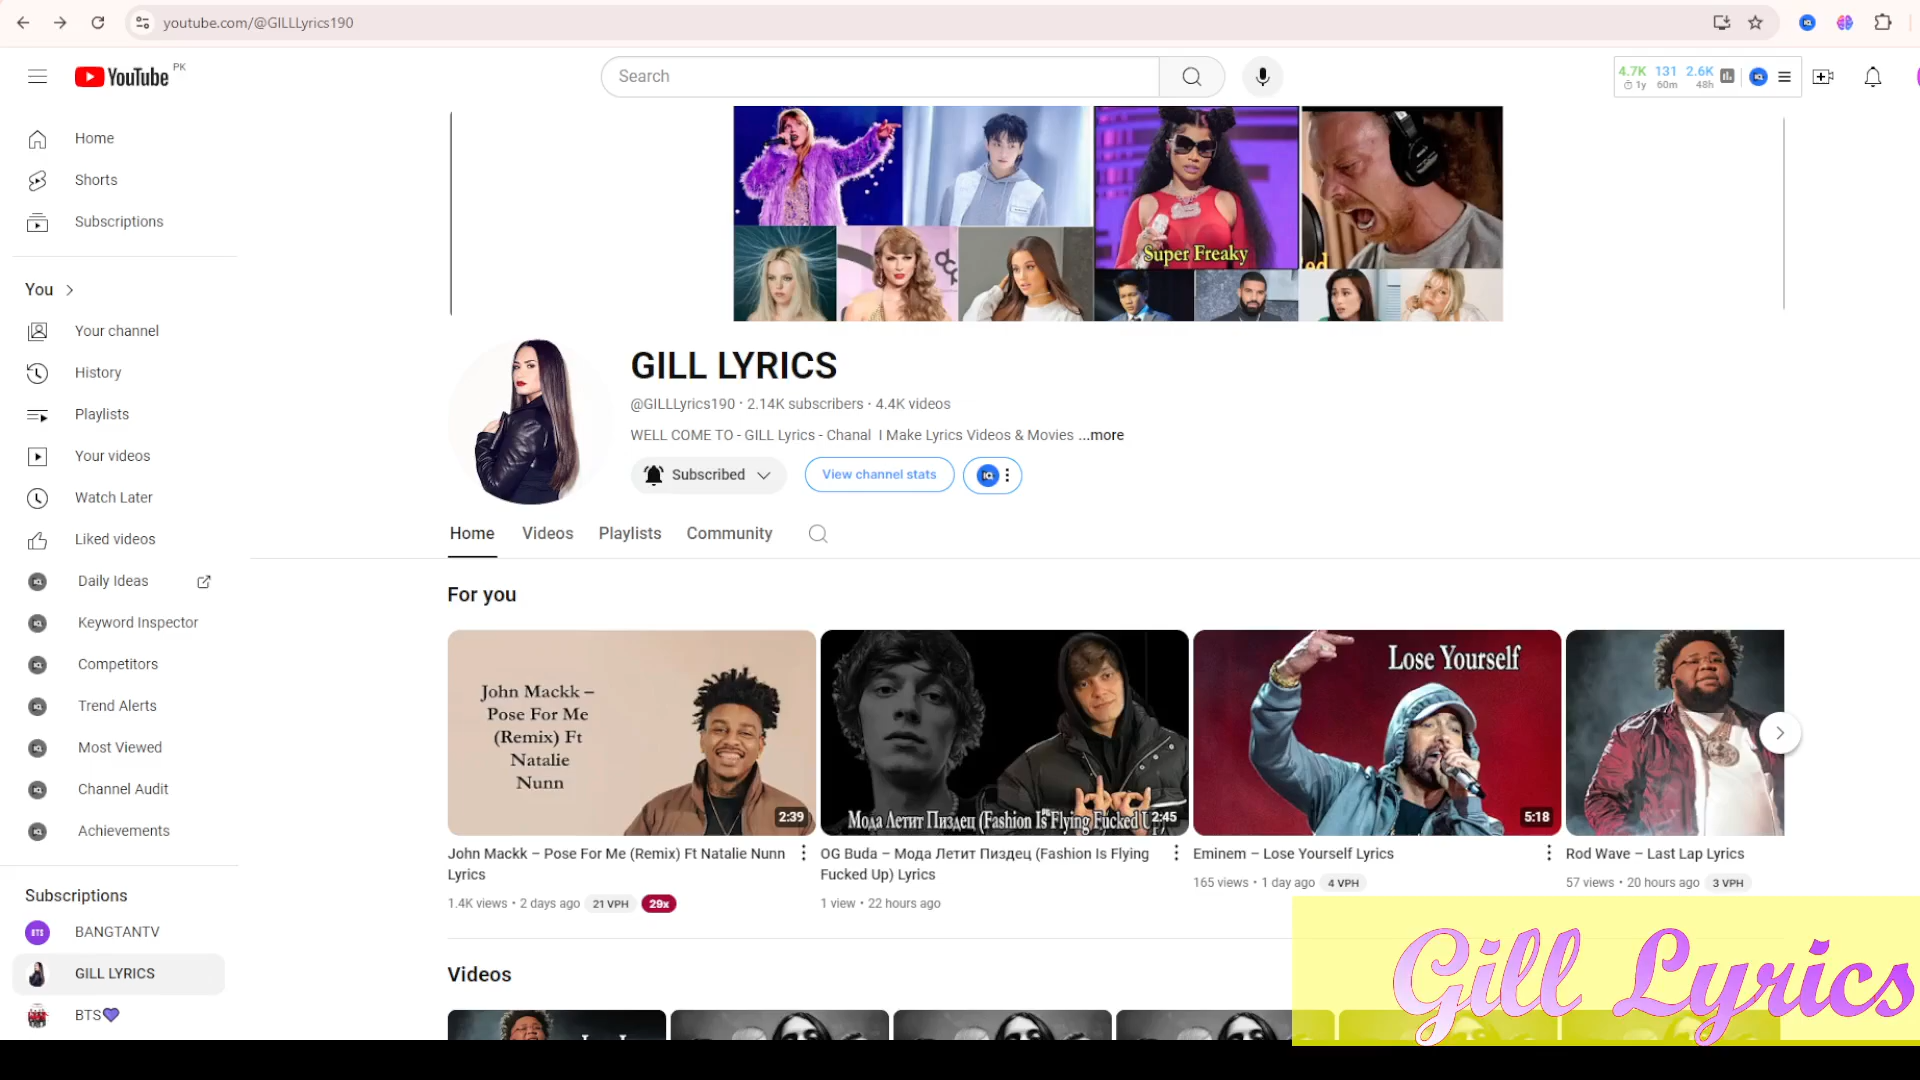 youtube.com/@GILLLyrics190
YouTube PK
Search
4.7K 131 2.6K
1y 60m 48h
Home
Shorts
Subscriptions
You
Your channel
History
Playlists
Your videos
Watch Later
Liked videos
Daily Ideas
Keyword Inspector
Competitors
Trend Alerts
Most Viewed
Channel Audit
Achievements
Subscriptions
BTS
BANGTANTV
GILL LYRICS
BTS💜
Super Freaky
GILL LYRICS
@GILLLyrics190 · 2.14K subscribers · 4.4K videos
WELL COME TO - GILL Lyrics - Chanal I Make Lyrics Videos & Movies ...more
Subscribed
View channel stats
Home Videos Playlists Community
For you
John Mackk –
Pose For Me
(Remix) Ft
Natalie
Nunn
2:39
John Mackk – Pose For Me (Remix) Ft Natalie Nunn
Lyrics
1.4K views · 2 days ago 21 VPH 29x
Мода Летит Пиздец (Fashion Is Flying Fucked Up)
2:45
OG Buda – Мода Летит Пиздец (Fashion Is Flying
Fucked Up) Lyrics
1 view · 22 hours ago
Lose Yourself
5:18
Eminem – Lose Yourself Lyrics
165 views · 1 day ago 4 VPH
Rod Wave – Last Lap Lyrics
57 views · 20 hours ago 3 VPH
Videos
Gill Lyrics